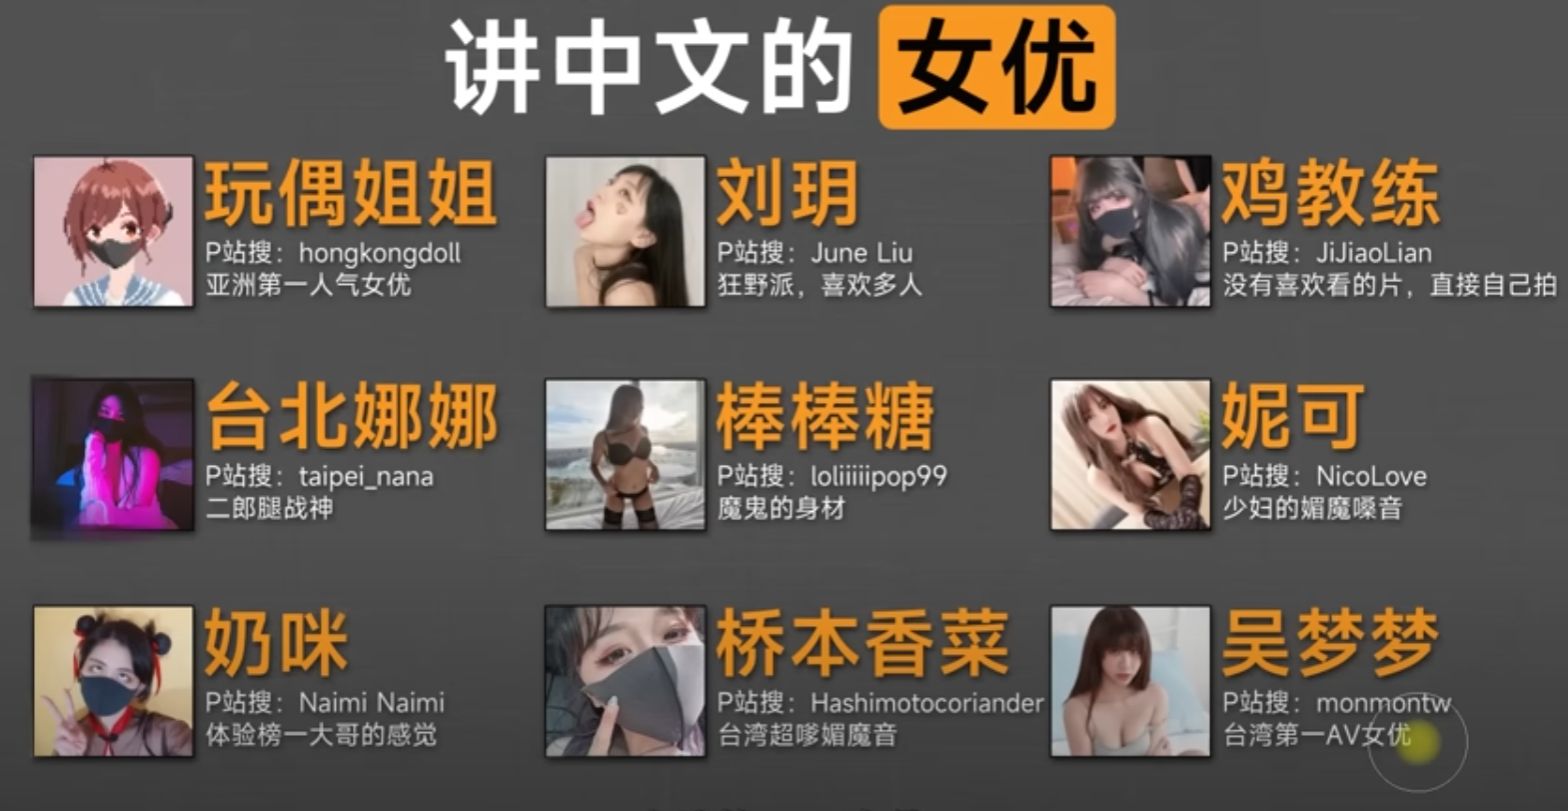 讲中文的 女优
玩偶姐姐
P站搜：hongkongdoll
亚洲第一人气女优
刘玥
P站搜：June Liu
狂野派，喜欢多人
鸡教练
P站搜：JiJiaoLian
没有喜欢看的片，直接自己拍
台北娜娜
P站搜：taipei_nana
二郎腿战神
棒棒糖
P站搜：loliiiiipop99
魔鬼的身材
妮可
P站搜：NicoLove
少妇的媚魔嗓音
奶咪
P站搜：Naimi Naimi
体验榜一大哥的感觉
桥本香菜
P站搜：Hashimotocoriander
台湾超嗲媚魔音
吴梦梦
P站搜：monmontw
台湾第一AV女优